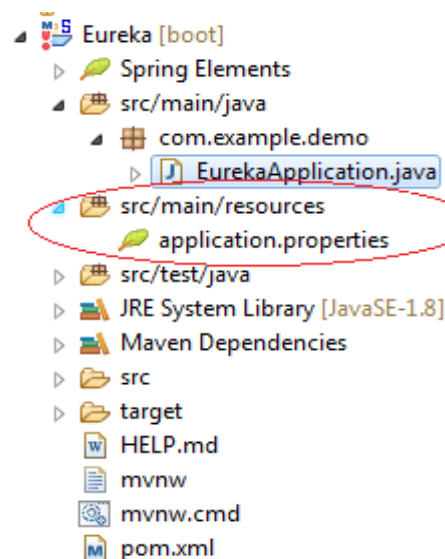 Eureka [boot]
Spring Elements
src/main/java
com.example.demo
EurekaApplication.java
src/main/resources
application.properties
src/test/java
JRE System Library [JavaSE-1.8]
Maven Dependencies
src
target
HELP.md
mvnw
mvnw.cmd
pom.xml